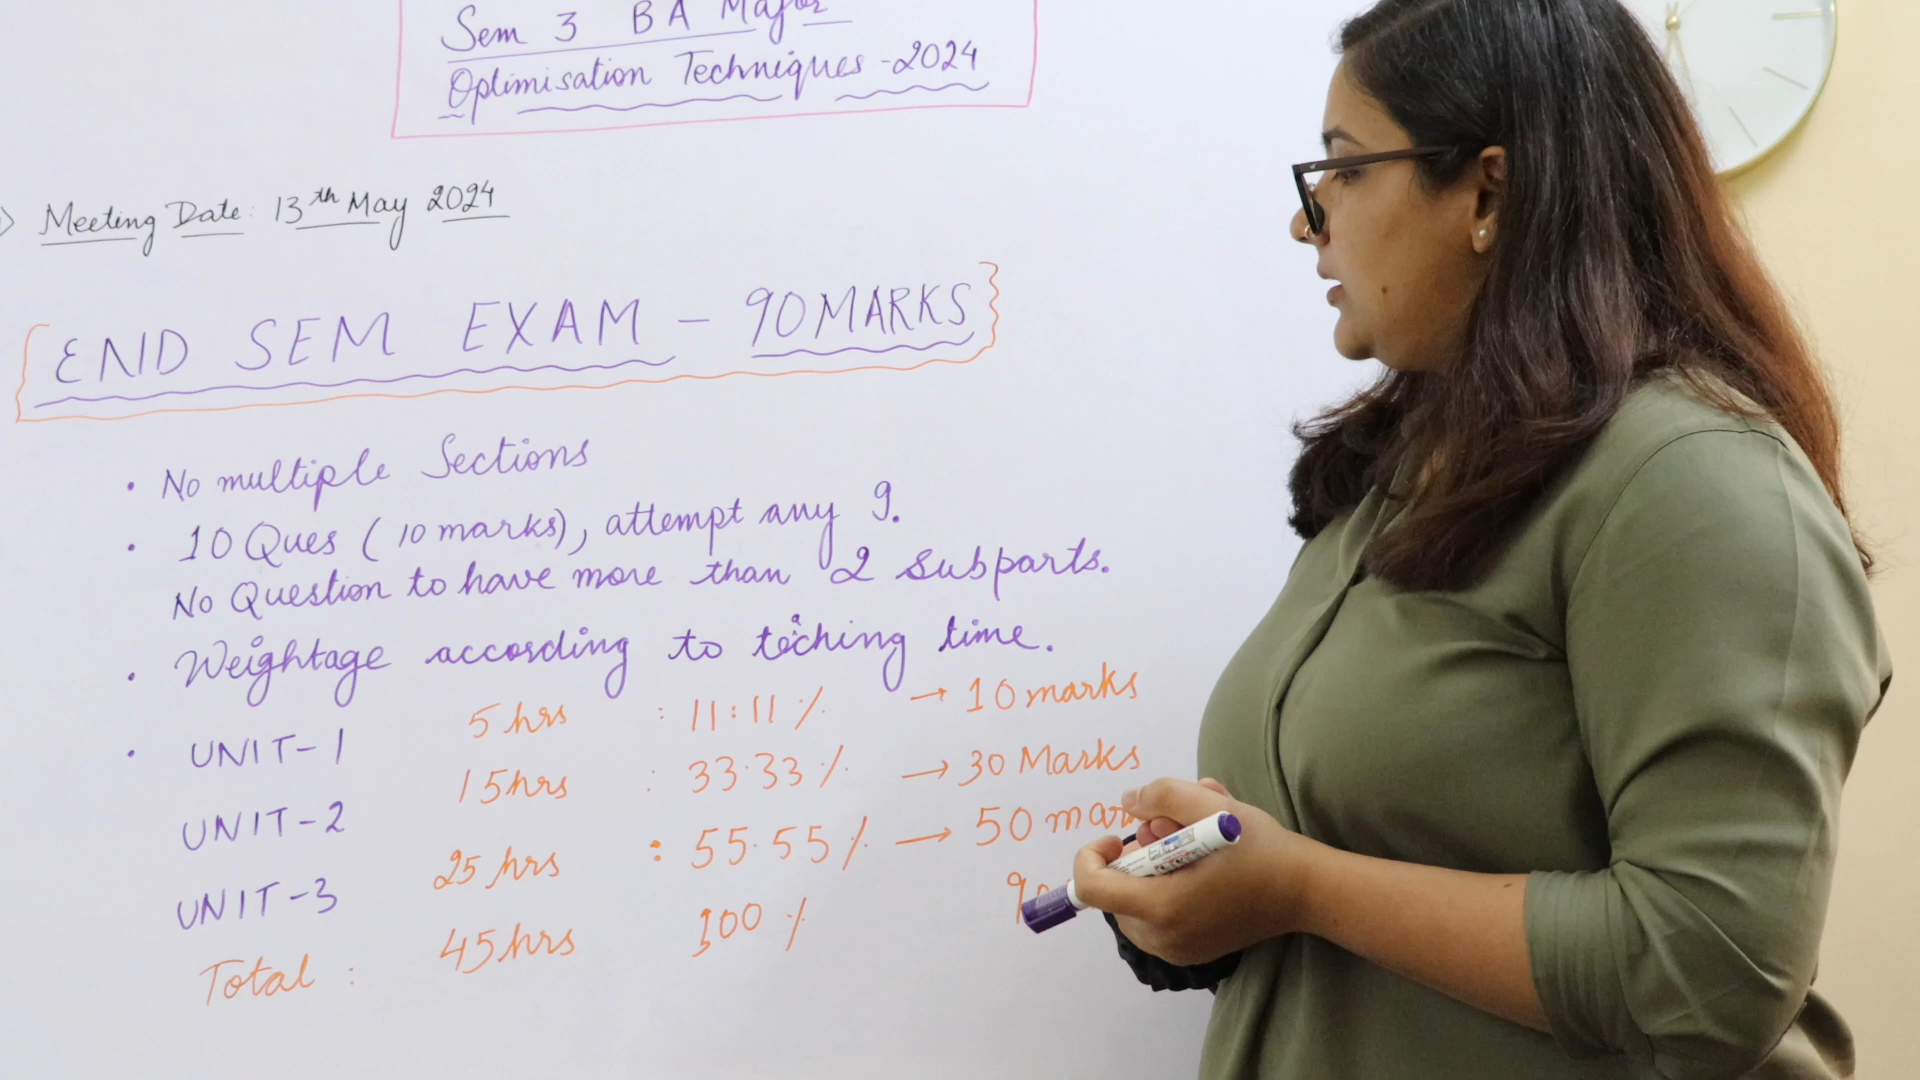 Sem 3 BA Major
Optimisation Techniques -2024
Meeting Date: 13th May 2024
END SEM EXAM - 90MARKS
• No multiple Sections
• 10 Ques (10 marks), attempt any 9.
No Question to have more than 2 subparts.
• Weightage according to teaching time.
• UNIT-1 5 hrs : 11.11 % → 10 marks
UNIT-2 15hrs : 33.33 % → 30 Marks
UNIT-3 25 hrs : 55.55 % → 50
Total : 45hrs 100 %